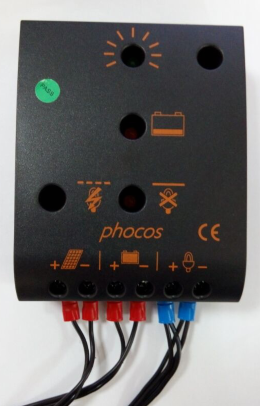 PASS
phocos CE
+ - + - + -